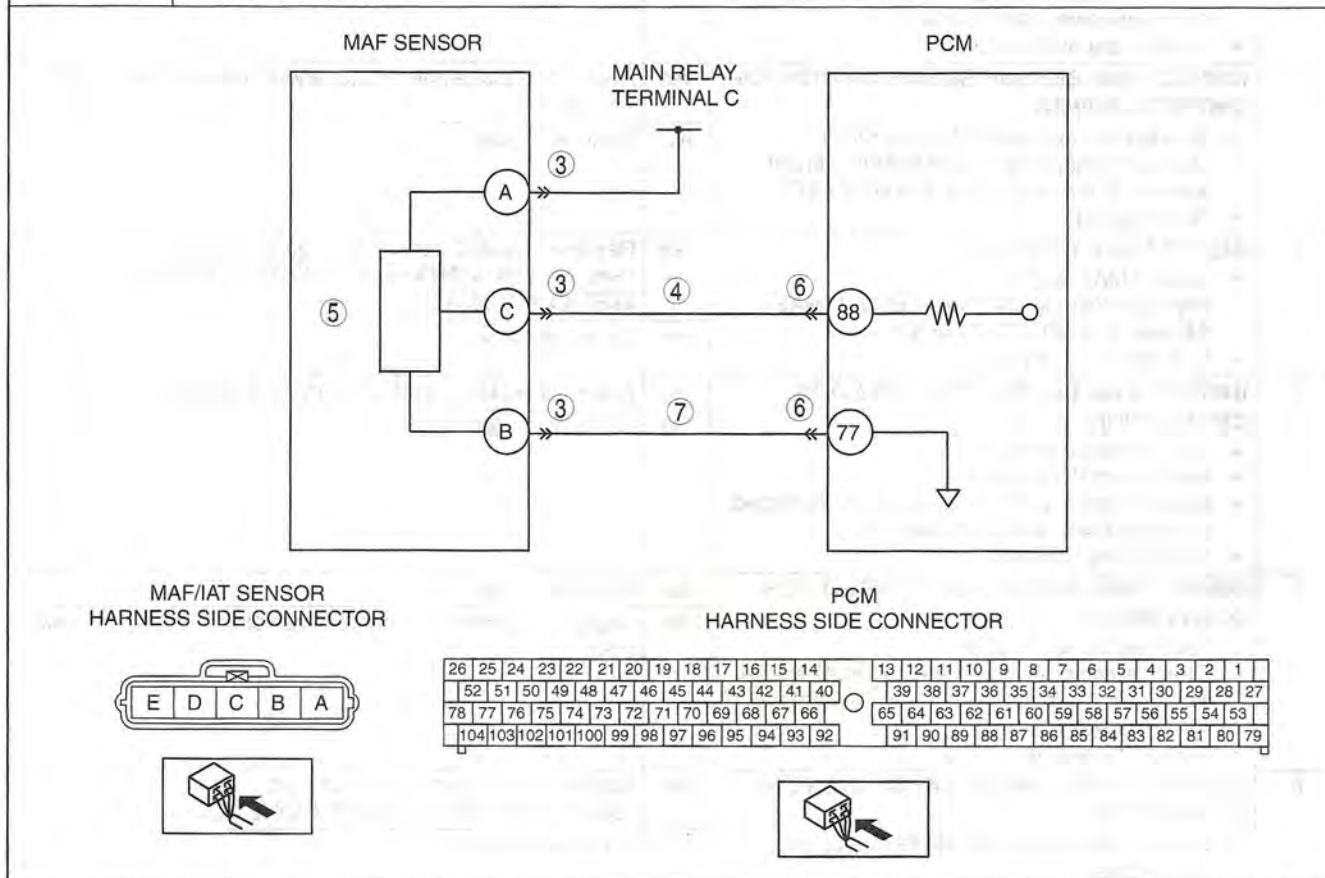 MAF SENSOR
PCM
MAIN RELAY
TERMINAL C
③
A
③
④
⑥
⑤
C
88
③
⑦
⑥
B
77
MAF/IAT SENSOR
HARNESS SIDE CONNECTOR
PCM
HARNESS SIDE CONNECTOR
E D C B A
26 25 24 23 22 21 20 19 18 17 16 15 14 13 12 11 10 9 8 7 6 5 4 3 2 1
52 51 50 49 48 47 46 45 44 43 42 41 40 39 38 37 36 35 34 33 32 31 30 29 28 27
78 77 76 75 74 73 72 71 70 69 68 67 66 65 64 63 62 61 60 59 58 57 56 55 54 53
104 103 102 101 100 99 98 97 96 95 94 93 92 91 90 89 88 87 86 85 84 83 82 81 80 79